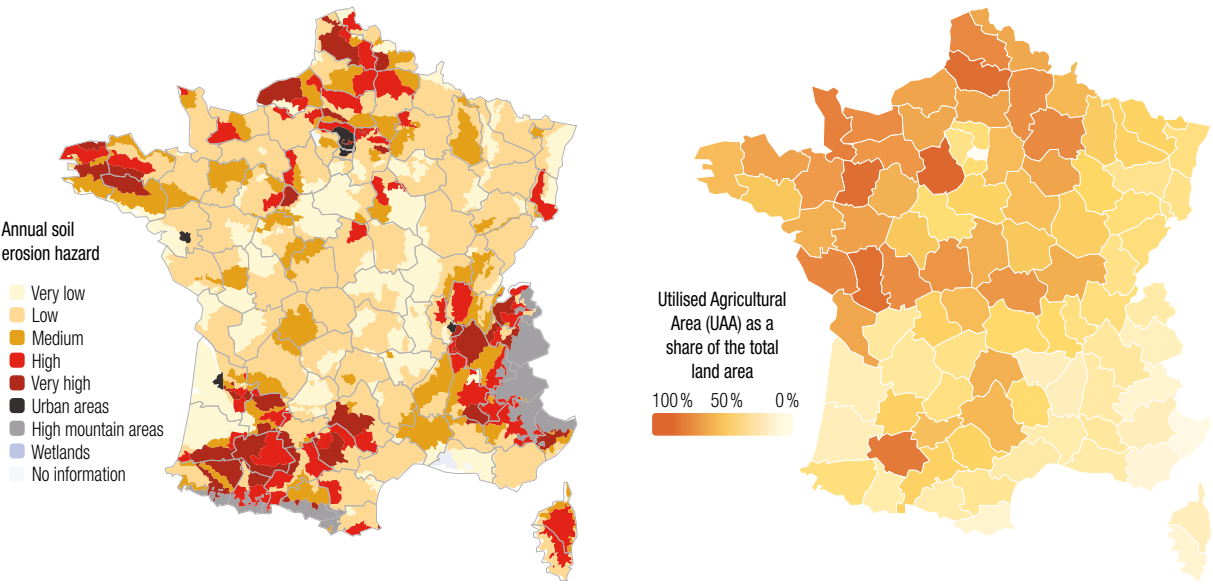 Annual soil
erosion hazard
Very low
Low
Medium
High
Very high
Urban areas
High mountain areas
Wetlands
No information
Utilised Agricultural
Area (UAA) as a
share of the total
land area
100 % 50 % 0 %